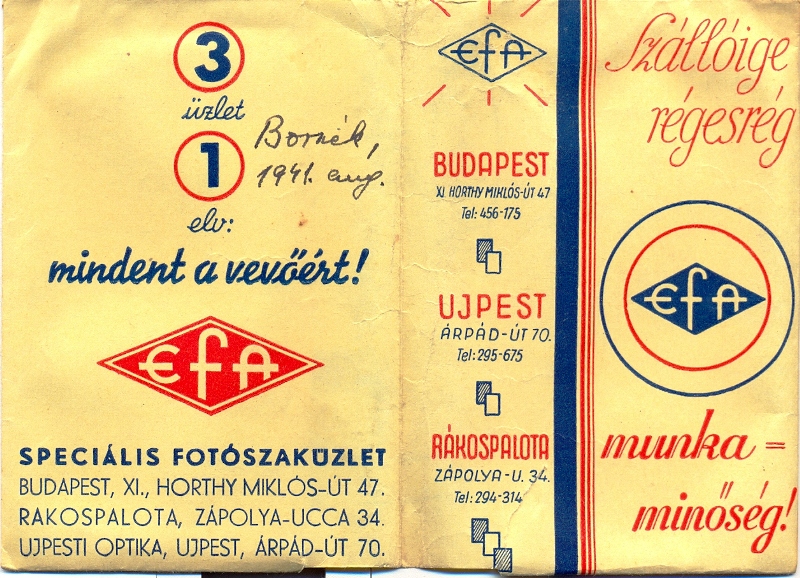 3
üzlet
1
elv:
mindent a vevőért!
EfA
SPECIÁLIS FOTÓSZAKÜZLET
BUDAPEST, XI., HORTHY MIKLÓS-ÚT 47.
RAKOSPALOTA, ZÁPOLYA-UCCA 34.
UJPESTI OPTIKA, UJPEST, ÁRPÁD-ÚT 70.
1941. aug.
EfA
BUDAPEST
XI. HORTHY MIKLÓS-ÚT 47
Tel: 456-175
UJPEST
ÁRPÁD-ÚT 70.
Tel: 295-675
RÁKOSPALOTA
ZÁPOLYA-U. 34.
Tel: 294-314
Szállóige
régesrég
EfA
munka =
minőség!